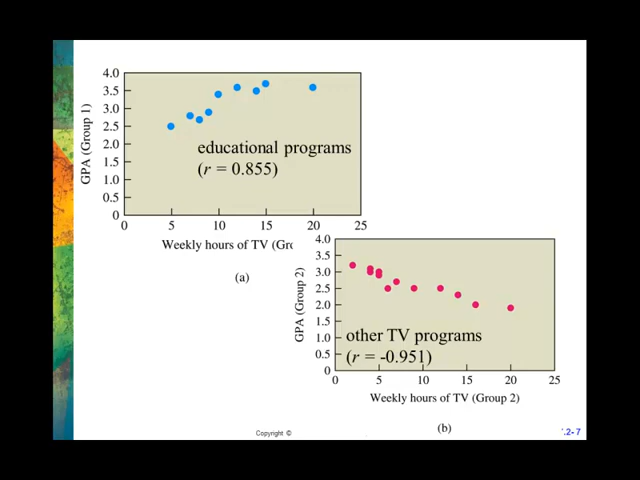 4.0
3.5
3.0
2.5
2.0
1.5
1.0
0.5
0
GPA (Group 1)
educational programs
(r = 0.855)
0 5 10 15 20 25
Weekly hours of TV (Gr
(a)
4.0
3.5
3.0
2.5
2.0
1.5
1.0
0.5
0
GPA (Group 2)
other TV programs
(r = -0.951)
0 5 10 15 20 25
Weekly hours of TV (Group 2)
(b)
Copyright ©
.2- 7